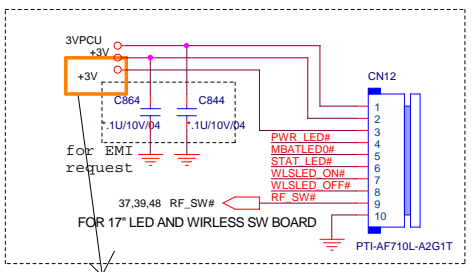 3VPCU
+3V
+3V
CN12
C864
C844
*.1U/10V/04
*.1U/10V/04
for EMI
request
1
2
3
4
5
6
7
8
9
10
PWR_LED#
MBATLED0#
STAT_LED#
WLSLED_ON#
WLSLED_OFF#
RF_SW#
37,39,48 RF_SW#
FOR 17" LED AND WIRLESS SW BOARD
PTI-AF710L-A2G1T